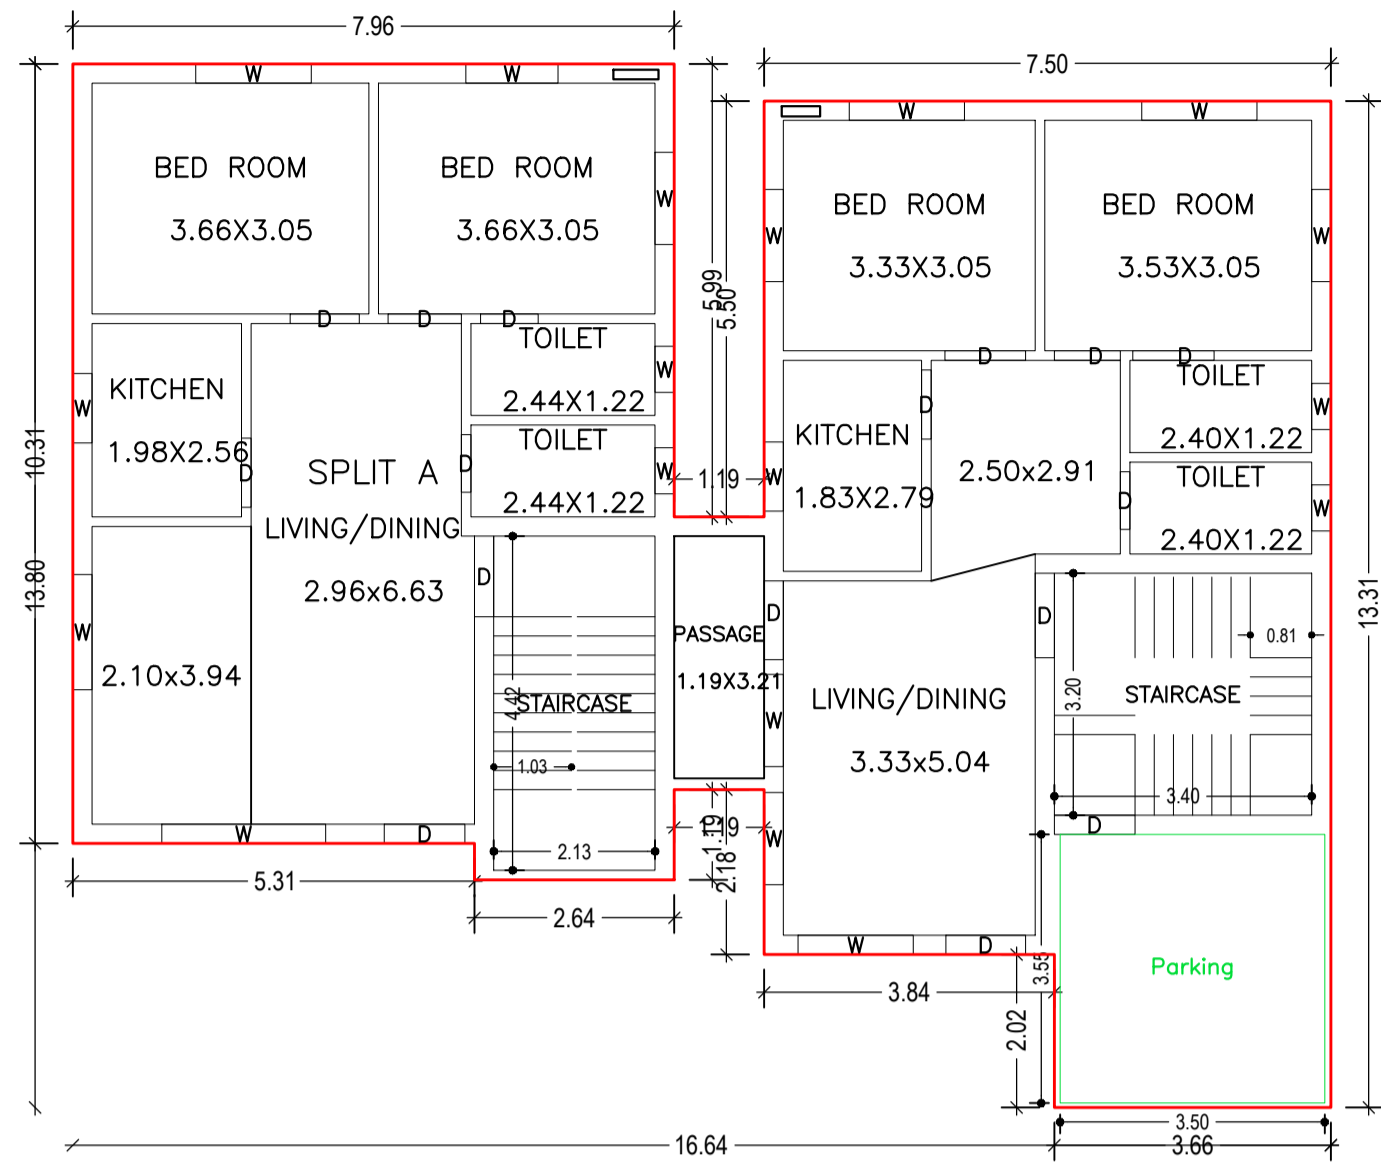 7.96
7.50
W
W
W
W
BED ROOM
3.66X3.05
BED ROOM
3.66X3.05
W
BED ROOM
3.33X3.05
BED ROOM
3.53X3.05
W
W
5.99
5.50
D
D
D
D
D
D
TOILET
2.44X1.22
W
TOILET
2.40X1.22
W
KITCHEN
1.98X2.56
W
D
TOILET
2.44X1.22
W
D
1.19
KITCHEN
1.83X2.79
W
D
2.50x2.91
TOILET
2.40X1.22
W
D
SPLIT A
LIVING/DINING
2.96x6.63
10.31
13.80
13.31
D
W
2.10x3.94
4.42
STAIRCASE
1.03
2.13
PASSAGE
1.19X3.21
D
W
LIVING/DINING
3.33x5.04
D
3.20
STAIRCASE
0.81
3.40
D
W
D
1.19
1.19
2.18
W
5.31
2.64
W
D
3.84
3.55
2.02
Parking
3.50
16.64
3.66